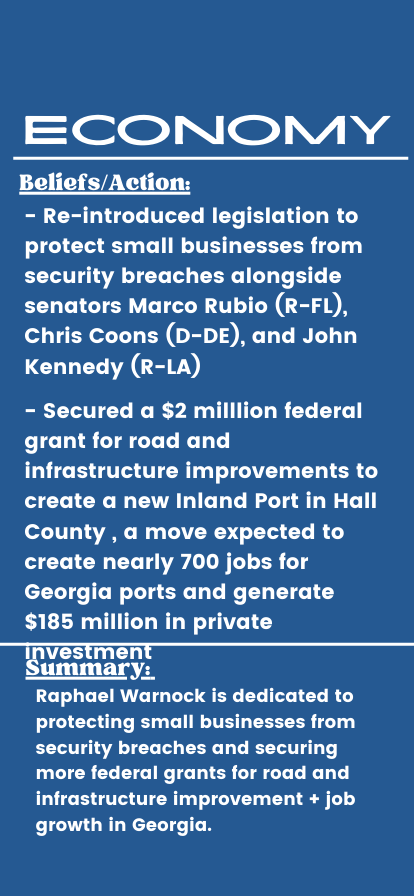 ECONOMY
Beliefs/Action:
- Re-introduced legislation to
protect small businesses from
security breaches alongside
senators Marco Rubio (R-FL),
Chris Coons (D-DE), and John
Kennedy (R-LA)
- Secured a $2 milllion federal
grant for road and
infrastructure improvements to
create a new Inland Port in Hall
County , a move expected to
create nearly 700 jobs for
Georgia ports and generate
$185 million in private
investment
Summary:
Raphael Warnock is dedicated to
protecting small businesses from
security breaches and securing
more federal grants for road and
infrastructure improvement + job
growth in Georgia.